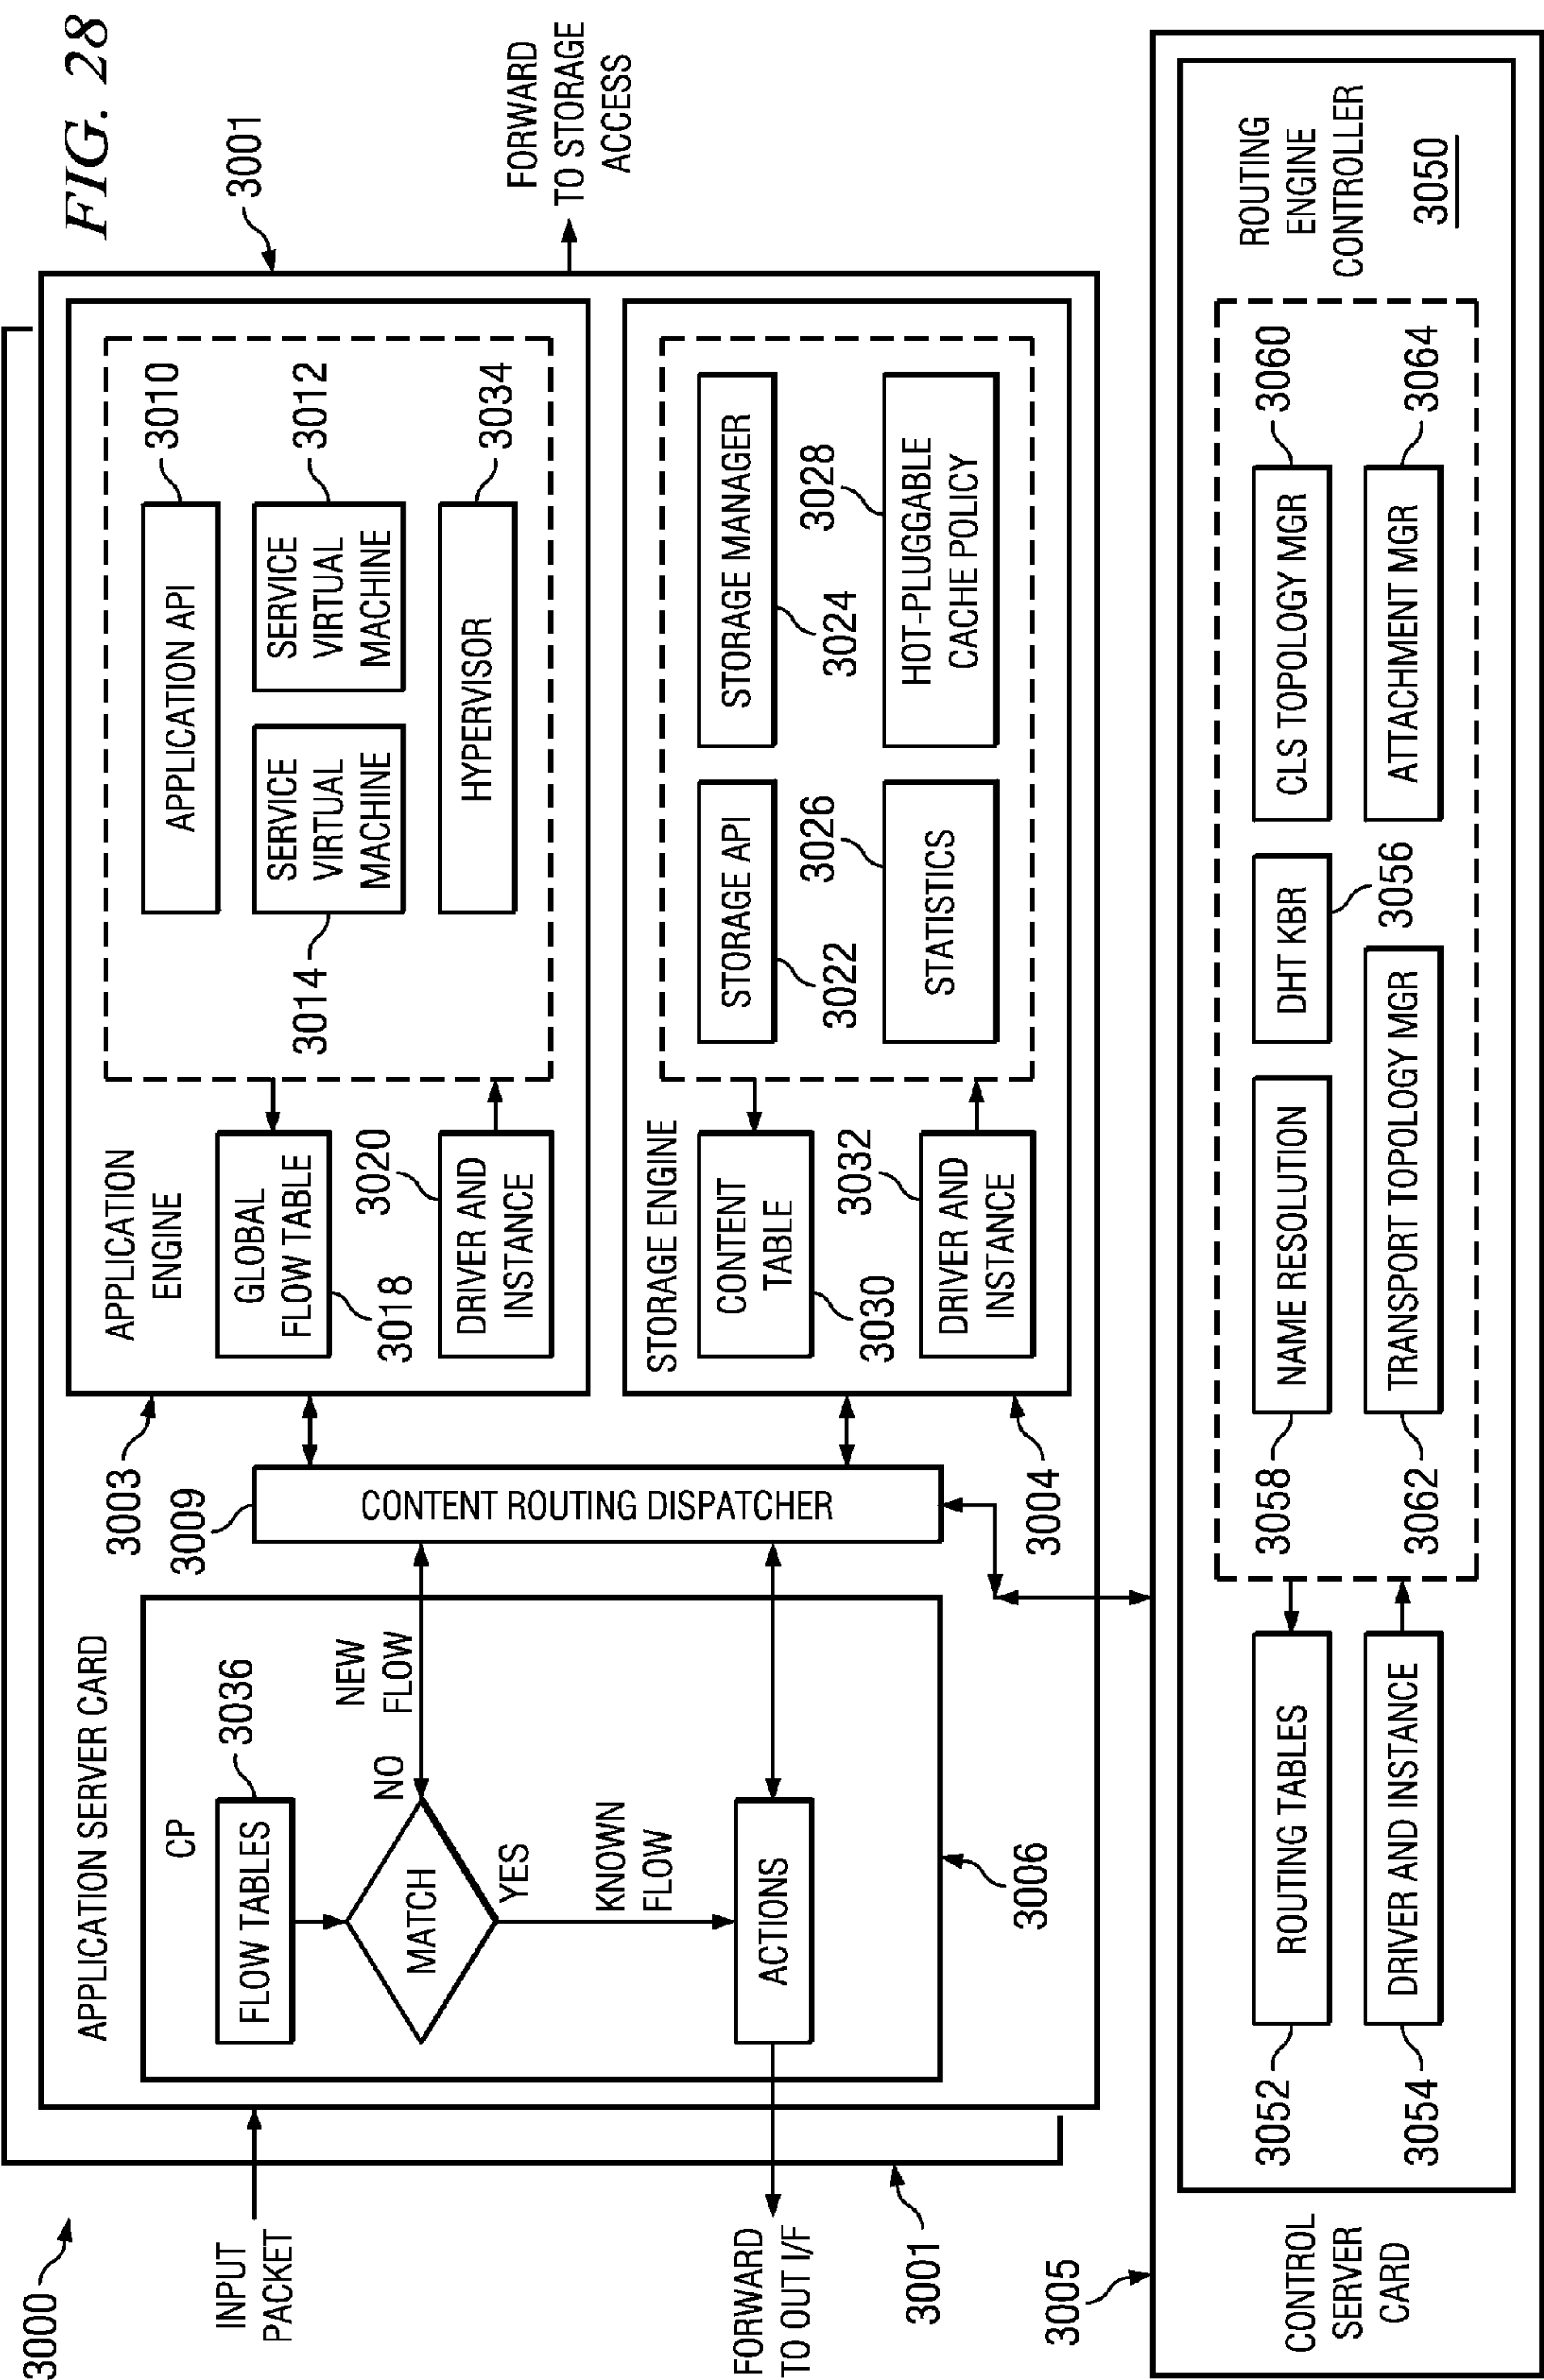 FIG. 28
3000
3001
APPLICATION SERVER CARD
INPUT
PACKET
CP
FLOW TABLES
3036
MATCH
NO
NEW
FLOW
YES
KNOWN
FLOW
ACTIONS
3006
FORWARD
TO OUT I/F
3001
3009
CONTENT ROUTING DISPATCHER
3003
APPLICATION
ENGINE
GLOBAL
FLOW TABLE
3018
3020
DRIVER AND
INSTANCE
APPLICATION API
3010
SERVICE
VIRTUAL
MACHINE
3014
SERVICE
VIRTUAL
MACHINE
3012
HYPERVISOR
3034
3004
STORAGE ENGINE
CONTENT
TABLE
3030
3032
DRIVER AND
INSTANCE
STORAGE API
3022
STORAGE MANAGER
3024
3026
STATISTICS
3028
HOT-PLUGGABLE
CACHE POLICY
FORWARD
TO STORAGE
ACCESS
3005
CONTROL
SERVER
CARD
3052
ROUTING TABLES
3054
DRIVER AND INSTANCE
3058
NAME RESOLUTION
DHT KBR
3056
CLS TOPOLOGY MGR
3060
3062
TRANSPORT TOPOLOGY MGR
ATTACHMENT MGR
3064
ROUTING
ENGINE
CONTROLLER
3050